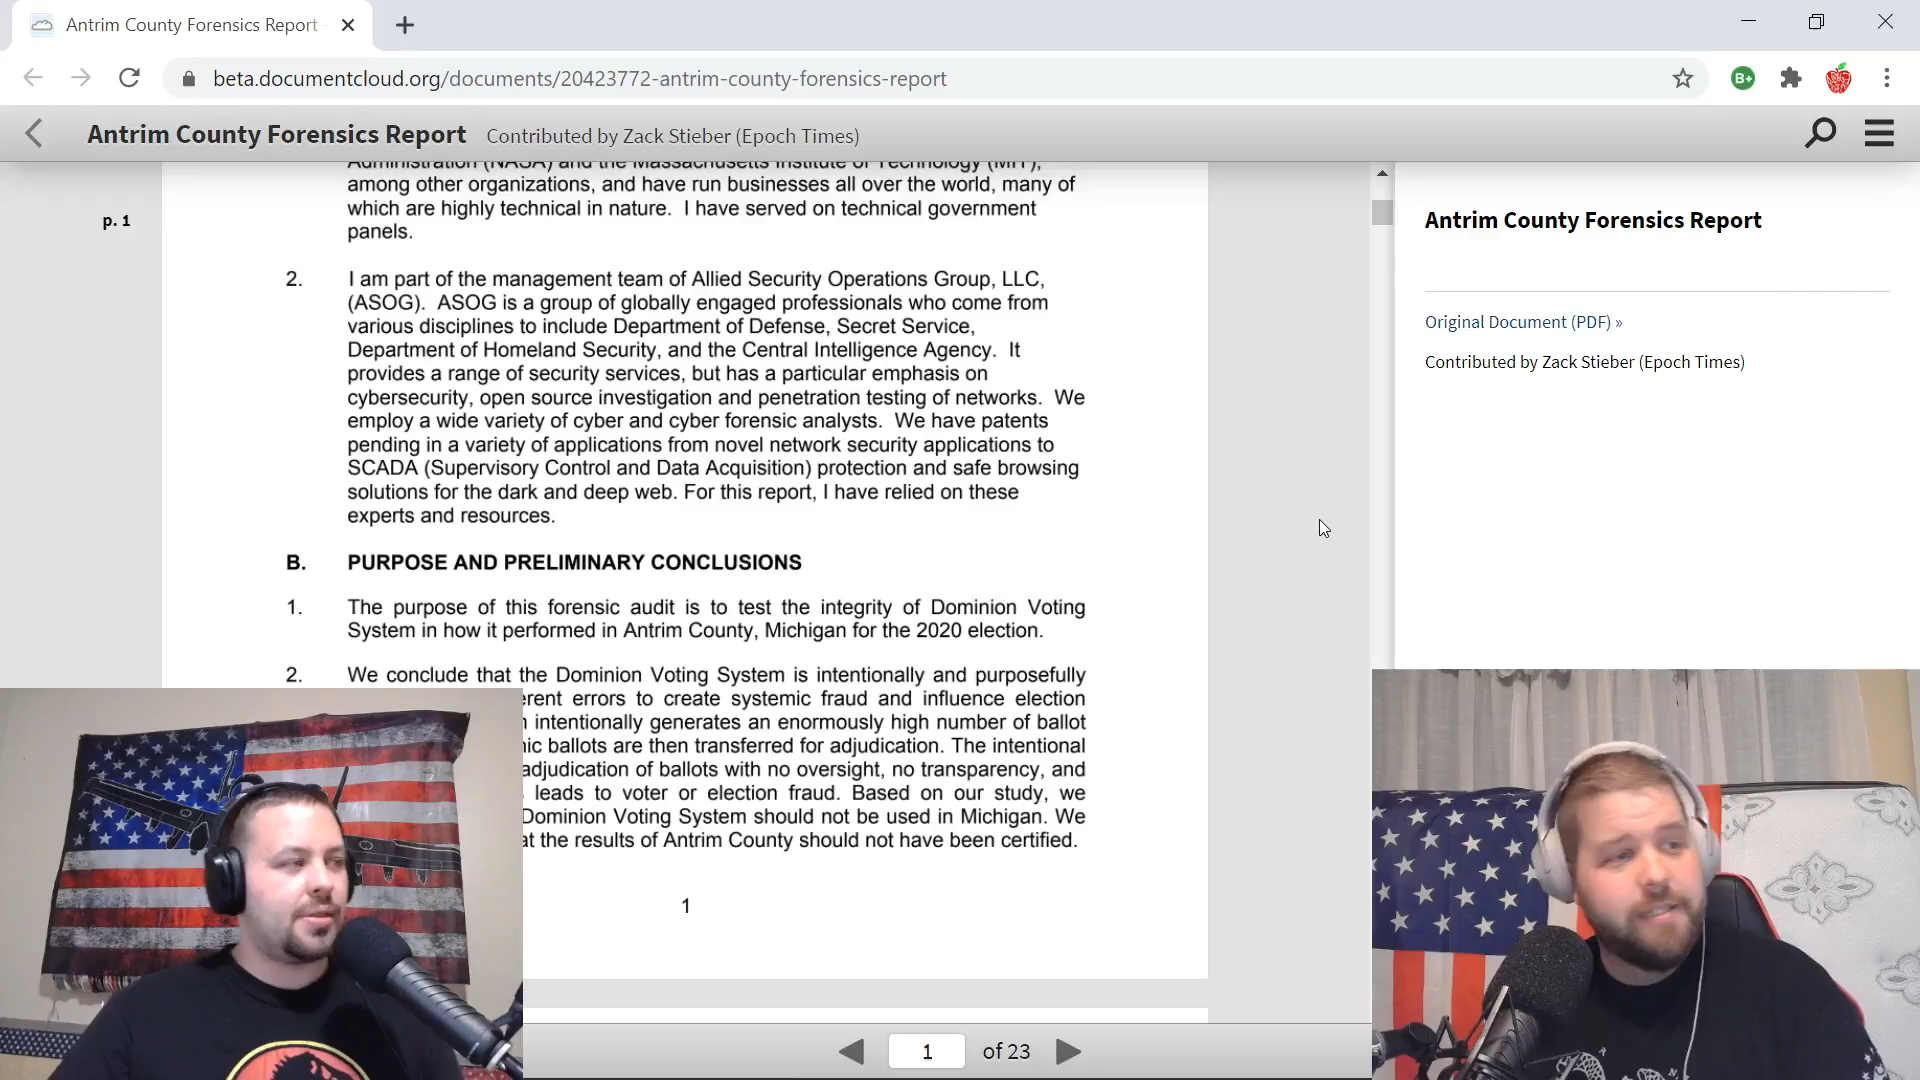 Antrim County Forensics Report
beta.documentcloud.org/documents/20423772-antrim-county-forensics-report
B+
Antrim County Forensics Report Contributed by Zack Stieber (Epoch Times)
p. 1
Administration (NASA) and the Massachusetts Institute of Technology (MIT),
among other organizations, and have run businesses all over the world, many of
which are highly technical in nature. I have served on technical government
panels.
2. I am part of the management team of Allied Security Operations Group, LLC,
(ASOG). ASOG is a group of globally engaged professionals who come from
various disciplines to include Department of Defense, Secret Service,
Department of Homeland Security, and the Central Intelligence Agency. It
provides a range of security services, but has a particular emphasis on
cybersecurity, open source investigation and penetration testing of networks. We
employ a wide variety of cyber and cyber forensic analysts. We have patents
pending in a variety of applications from novel network security applications to
SCADA (Supervisory Control and Data Acquisition) protection and safe browsing
solutions for the dark and deep web. For this report, I have relied on these
experts and resources.
B. PURPOSE AND PRELIMINARY CONCLUSIONS
1. The purpose of this forensic audit is to test the integrity of Dominion Voting
System in how it performed in Antrim County, Michigan for the 2020 election.
2. We conclude that the Dominion Voting System is intentionally and purposefully
errors to create systemic fraud and influence election
intentionally generates an enormously high number of ballot
ballots are then transferred for adjudication. The intentional
adjudication of ballots with no oversight, no transparency, and
leads to voter or election fraud. Based on our study, we
Dominion Voting System should not be used in Michigan. We
the results of Antrim County should not have been certified.
1
1 of 23
Antrim County Forensics Report
Original Document (PDF) »
Contributed by Zack Stieber (Epoch Times)